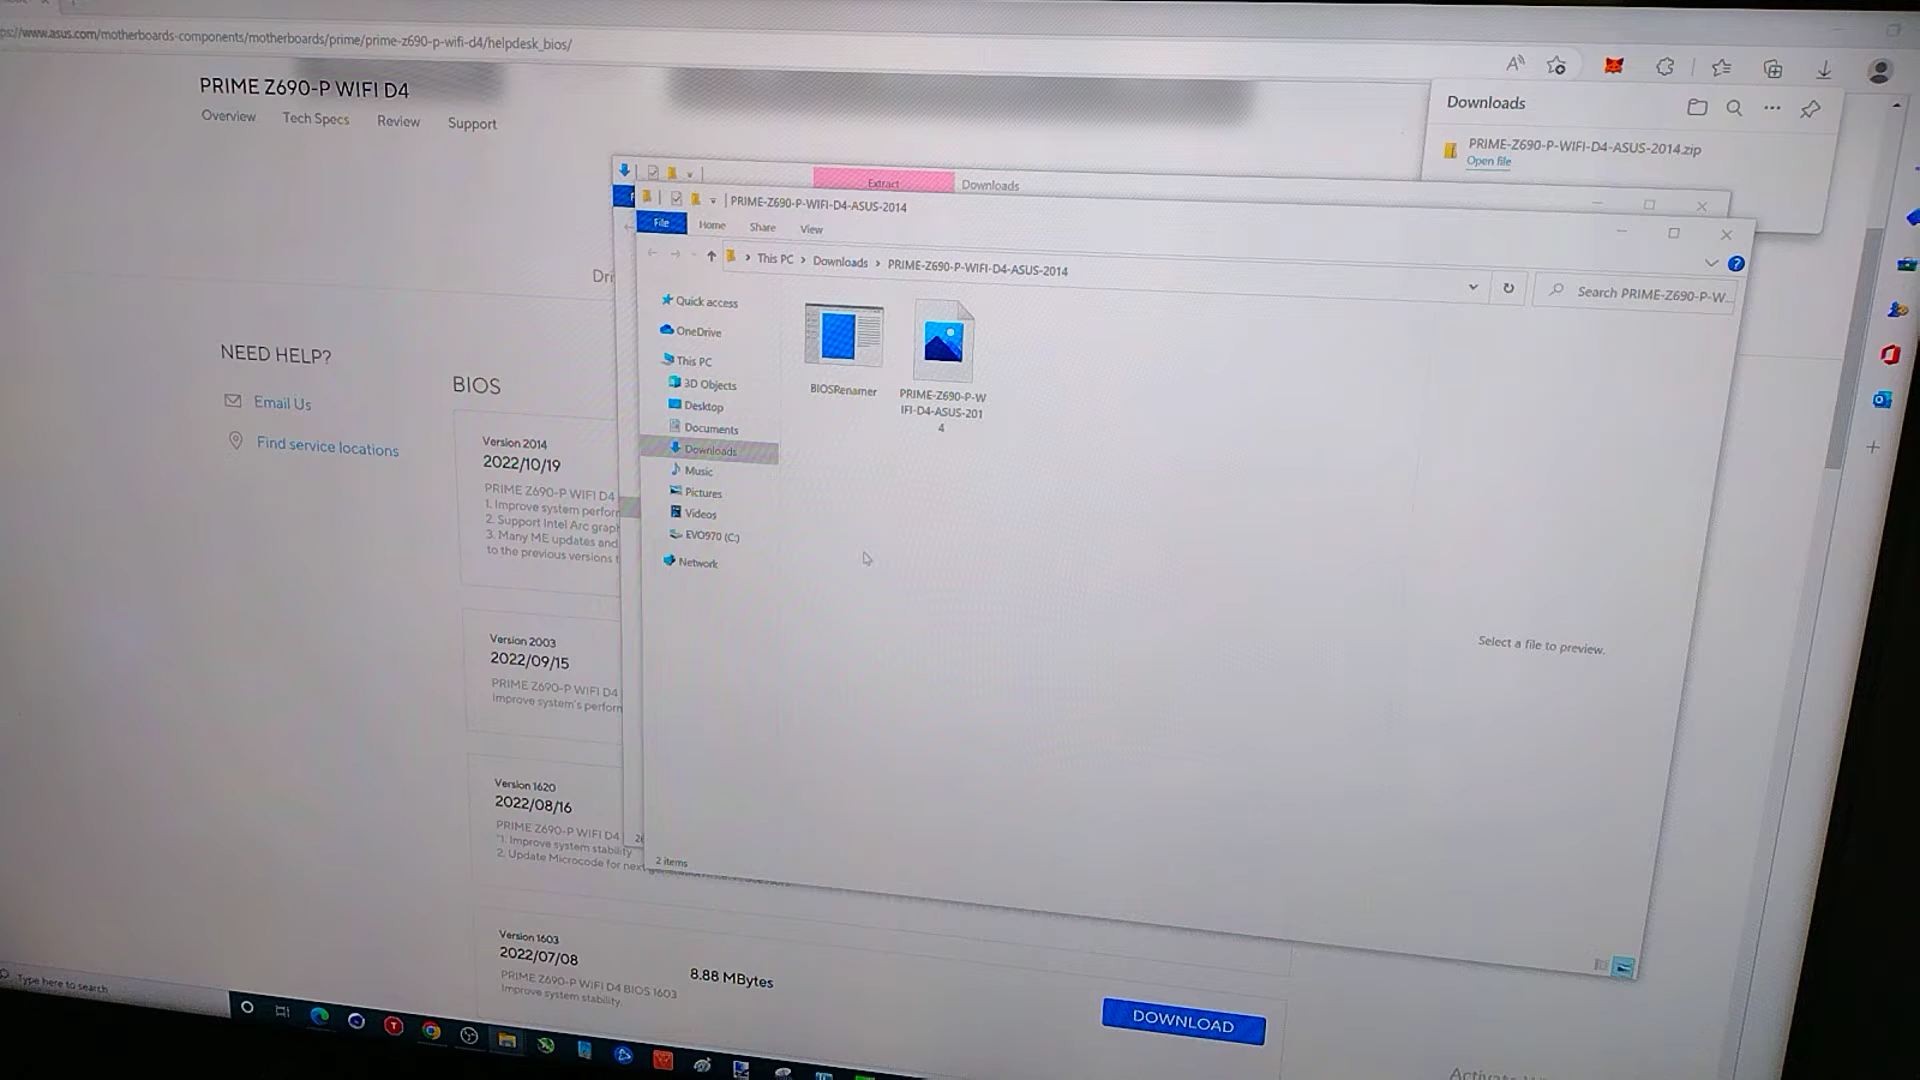 ps://www.asus.com/motherboards-components/motherboards/prime/prime-z690-p-wifi-d4/helpdesk_bios/
PRIME Z690-P WIFI D4
Overview
Tech Specs
Review
Support
Downloads
PRIME-Z690-P-WIFI-D4-ASUS-2014.zip
Open file
Extract
Downloads
PRIME-Z690-P-WIFI-D4-ASUS-2014
File
Home
Share
View
This PC > Downloads > PRIME-Z690-P-WIFI-D4-ASUS-2014
Search PRIME-Z690-P-W...
Quick access
OneDrive
This PC
3D Objects
Desktop
Documents
Downloads
Music
Pictures
Videos
EVO970 (C:)
Network
BIOSRenamer
PRIME-Z690-P-W
IFI-D4-ASUS-201
4
Select a file to preview.
2 items
Dri
NEED HELP?
Email Us
Find service locations
BIOS
Version 2014
2022/10/19
PRIME Z690-P WIFI D4
1. Improve system perforn
2. Support Intel Arc graph
3. Many ME updates and
to the previous versions
Version 2003
2022/09/15
PRIME Z690-P WIFI D4
Improve system's perforn
Version 1620
2022/08/16
PRIME Z690-P WIFI D4
"1. Improve system stability
2. Update Microcode for next
Version 1603
2022/07/08
8.88 MBytes
PRIME Z690-P WIFI D4 BIOS 1603
Improve system stability.
DOWNLOAD
Type here to search